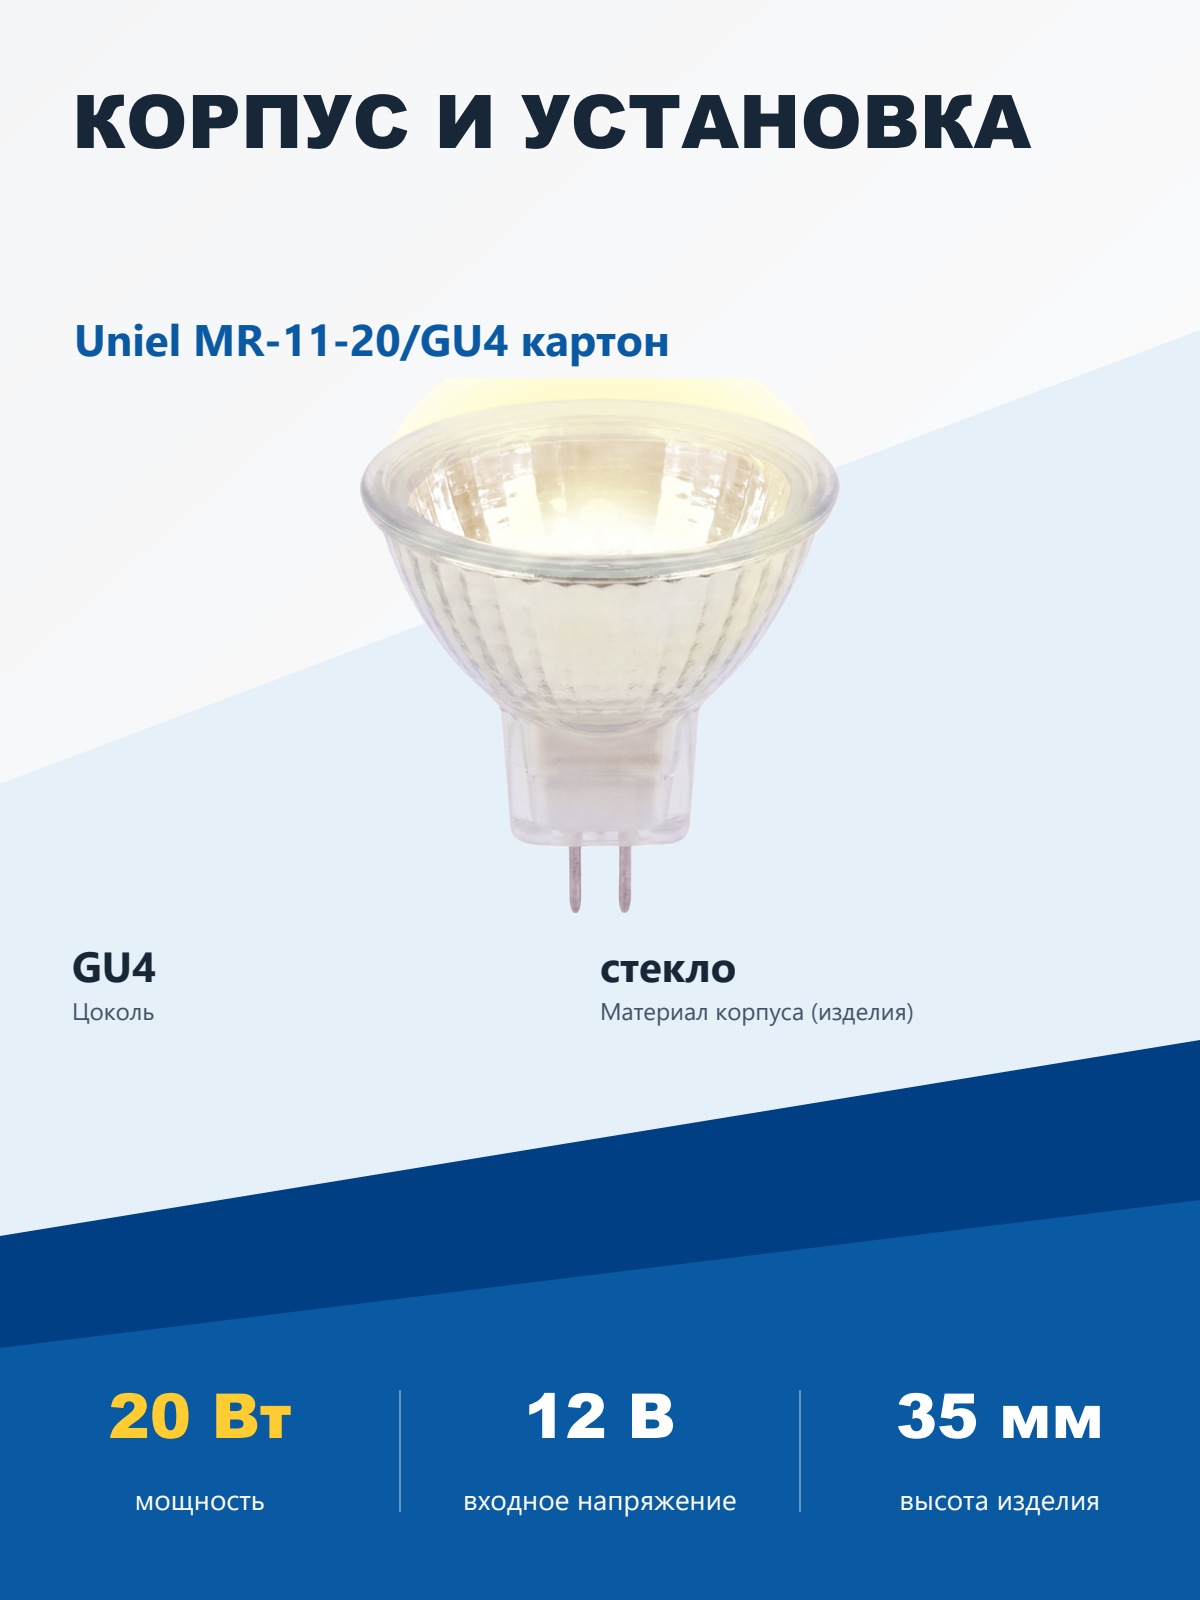 КОРПУС И УСТАНОВКА
Uniel MR-11-20/GU4 картон
GU4
Цоколь
стекло
Материал корпуса (изделия)
20 Вт
мощность
12 В
входное напряжение
35 мм
высота изделия